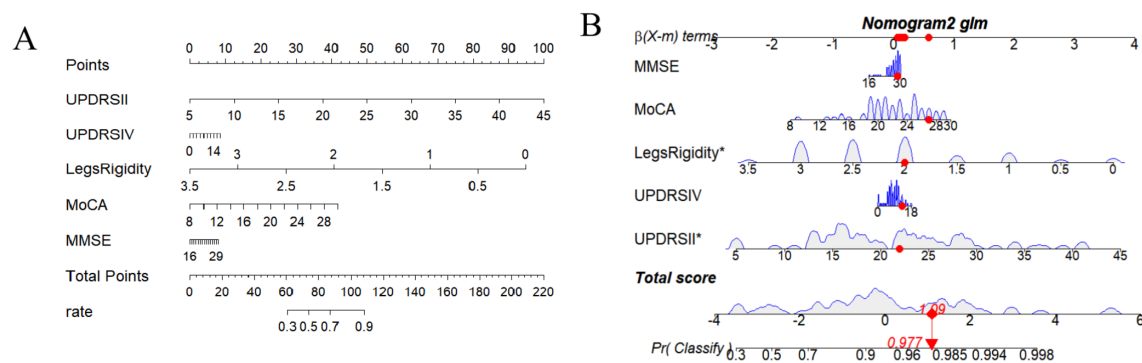 A
Points
0 10 20 30 40 50 60 70 80 90 100
UPDRSII
5 10 15 20 25 30 35 40 45
UPDRSIV
0 14
LegsRigidity
3 2 1 0
3.5 2.5 1.5 0.5
MoCA
8 12 16 20 24 28
MMSE
16 29
Total Points
0 20 40 60 80 100 120 140 160 180 200 220
rate
0.3 0.5 0.7 0.9
B
Nomogram2 glm
β(X-m) terms
-3 -2 -1 0 1 2 3 4
MMSE
16 30
MoCA
8 12 16 20 24 2830
LegsRigidity*
3.5 3 2.5 2 1.5 1 0.5 0
UPDRSIV
0 18
UPDRSII*
5 10 15 20 25 30 35 40 45
Total score
1.09
-4 -2 0 2 4 6
0.977
Pr( Classify )
0.3 0.5 0.7 0.9 0.96 0.985 0.994 0.998